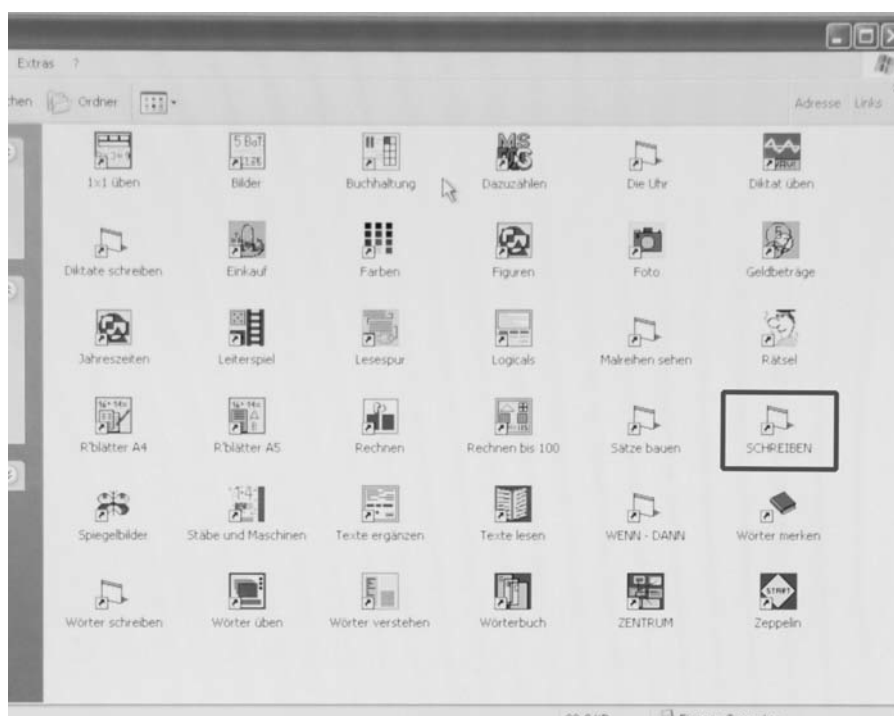 Extras ?
Ordner
Adresse Links
1x1 üben Bilder Buchhaltung Dazuzählen Die Uhr Diktat üben
Diktate schreiben Einkauf Farben Figuren Foto Geldbeträge
Jahreszeiten Leiterspiel Lesespur Logicals Malreihen sehen Rätsel
R'blätter A4 R'blätter A5 Rechnen Rechnen bis 100 Sätze bauen SCHREIBEN
Spiegelbilder Stäbe und Maschinen Texte ergänzen Texte lesen WENN - DANN Wörter merken
START
Wörter schreiben Wörter üben Wörter verstehen Wörterbuch ZENTRUM Zeppelin